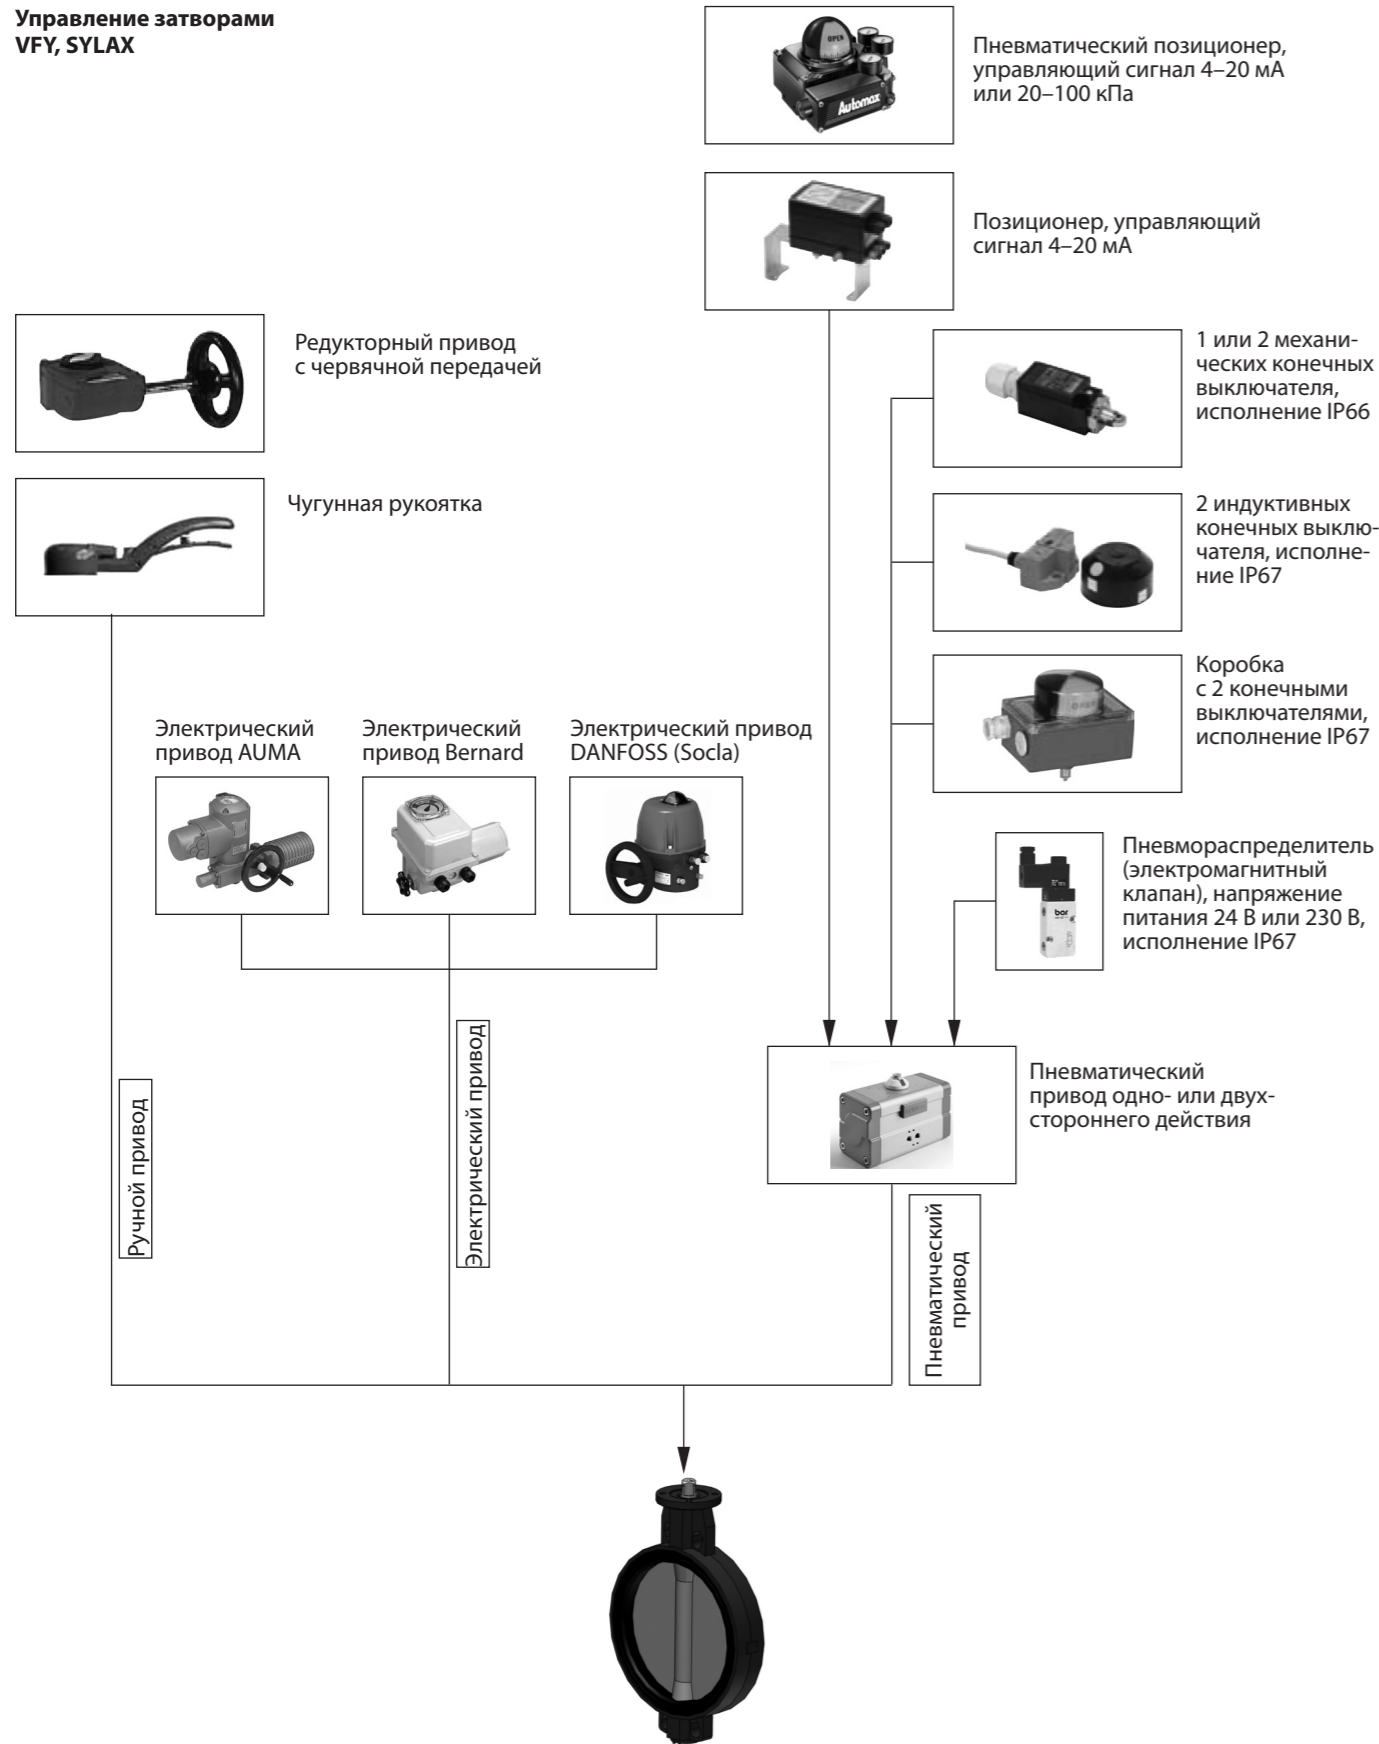 Управление затворами
VFY, SYLAX
OPEN
Automax
Пневматический позиционер,
управляющий сигнал 4–20 мА
или 20–100 кПа
Позиционер, управляющий
сигнал 4–20 мА
Редукторный привод
с червячной передачей
1 или 2 механи-
ческих конечных
выключателя,
исполнение IP66
Чугунная рукоятка
2 индуктивных
конечных выклю-
чателя, исполне-
ние IP67
Коробка
с 2 конечными
выключателями,
исполнение IP67
Электрический
привод AUMA
Электрический
привод Bernard
Электрический привод
DANFOSS (Socla)
bar
Пневмораспределитель
(электромагнитный
клапан), напряжение
питания 24 В или 230 В,
исполнение IP67
Пневматический
привод одно- или двух-
стороннего действия
Ручной привод
Электрический привод
Пневматический
привод